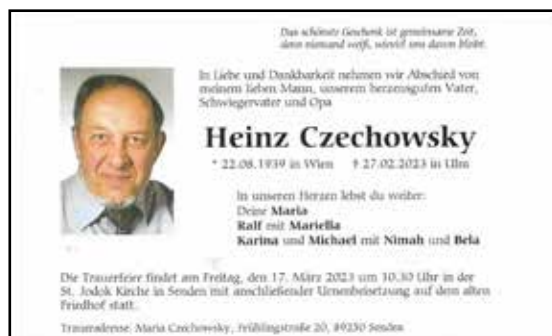 Das schönste Geschenk ist gemeinsame Zeit,
denn niemand weiß, wieviel uns davon bleibt.
In Liebe und Dankbarkeit nehmen wir Abschied von
meinem lieben Mann, unserem herzensguten Vater,
Schwiegervater und Opa
Heinz Czechowsky
* 22.08.1939 in Wien † 27.02.2023 in Ulm
In unseren Herzen lebst du weiter:
Deine Maria
Ralf mit Mariella
Karina und Michael mit Nimah und Bela
Die Trauerfeier findet am Freitag, den 17. März 2023 um 10.30 Uhr in der
St. Jodok Kirche in Senden mit anschließender Urnenbeisetzung auf dem alten
Friedhof statt.
Traueradresse: Maria Czechowsky, Frühlingstraße 20, 89250 Senden